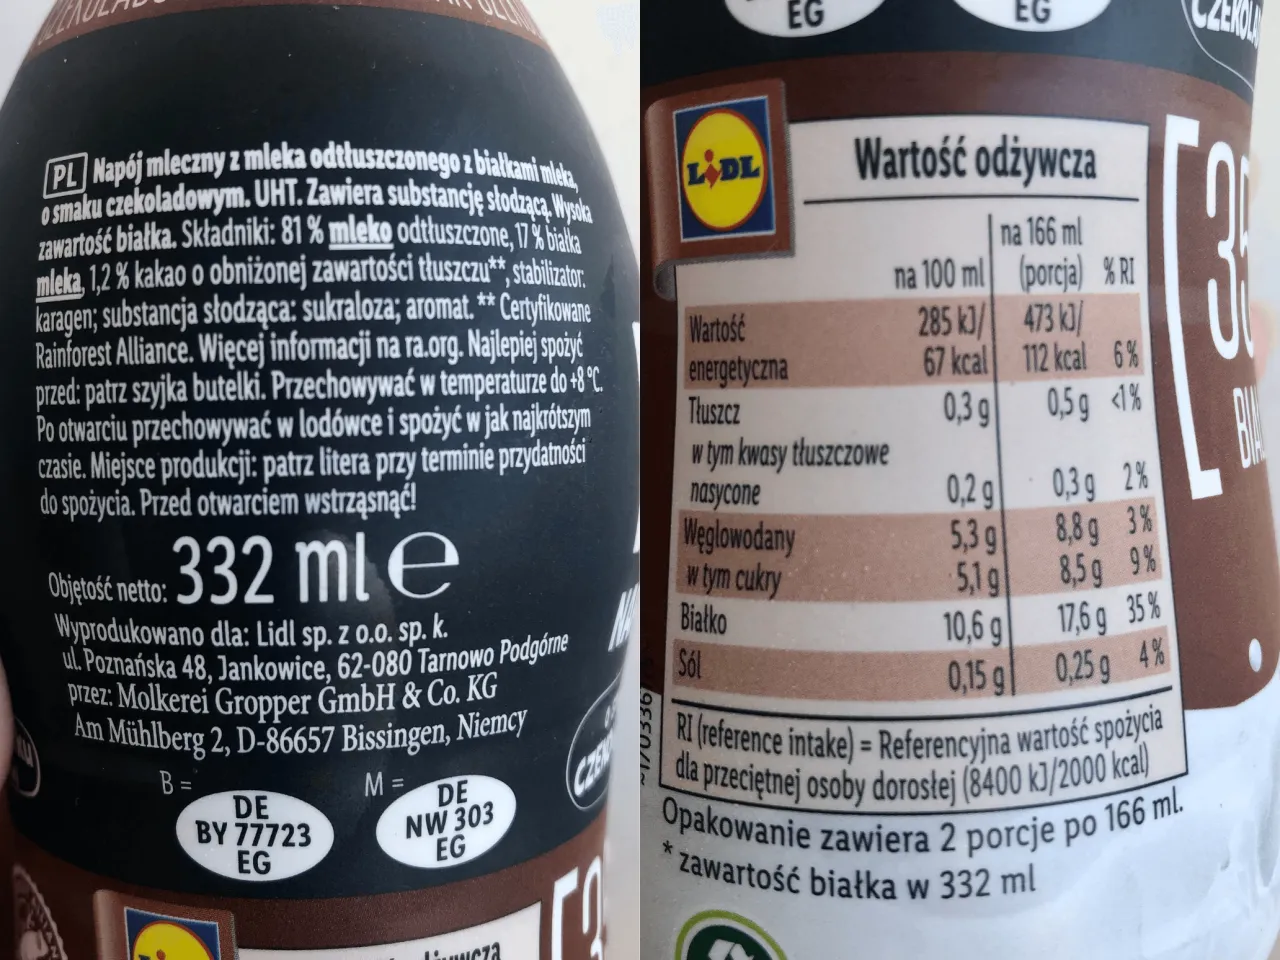 PL Napój mleczny z mleka odtłuszczonego z białkami mleka,
o smaku czekoladowym. UHT. Zawiera substancję słodzącą. Wysoka
zawartość białka. Składniki: 81 % mleko odtłuszczone, 17 % białka
mleka, 1,2 % kakao o obniżonej zawartości tłuszczu**, stabilizator:
karagen; substancja słodząca: sukraloza; aromat. ** Certyfikowane
Rainforest Alliance. Więcej informacji na ra.org. Najlepiej spożyć
przed: patrz szyjka butelki. Przechowywać w temperaturze do +8 °C.
Po otwarciu przechowywać w lodówce i spożyć w jak najkrótszym
czasie. Miejsce produkcji: patrz litera przy terminie przydatności
do spożycia. Przed otwarciem wstrząsnąć!
Objętość netto: 332 ml e
Wyprodukowano dla: Lidl sp. z o.o. sp. k.
ul. Poznańska 48, Jankowice, 62-080 Tarnowo Podgórne
przez: Molkerei Gropper GmbH & Co. KG
Am Mühlberg 2, D-86657 Bissingen, Niemcy
B = M =
DE
BY 77723
EG
DE
NW 303
EG
EG
EG
LIDL
Wartość odżywcza
na 100 ml na 166 ml (porcja) % RI
Wartość energetyczna 285 kJ/ 67 kcal 473 kJ/ 112 kcal 6 %
Tłuszcz 0,3 g 0,5 g <1 %
w tym kwasy tłuszczowe
nasycone 0,2 g 0,3 g 2 %
Węglowodany 5,3 g 8,8 g 3 %
w tym cukry 5,1 g 8,5 g 9 %
Białko 10,6 g 17,6 g 35 %
Sól 0,15 g 0,25 g 4 %
RI (reference intake) = Referencyjna wartość spożycia
dla przeciętnej osoby dorosłej (8400 kJ/2000 kcal)
Opakowanie zawiera 2 porcje po 166 ml.
* zawartość białka w 332 ml